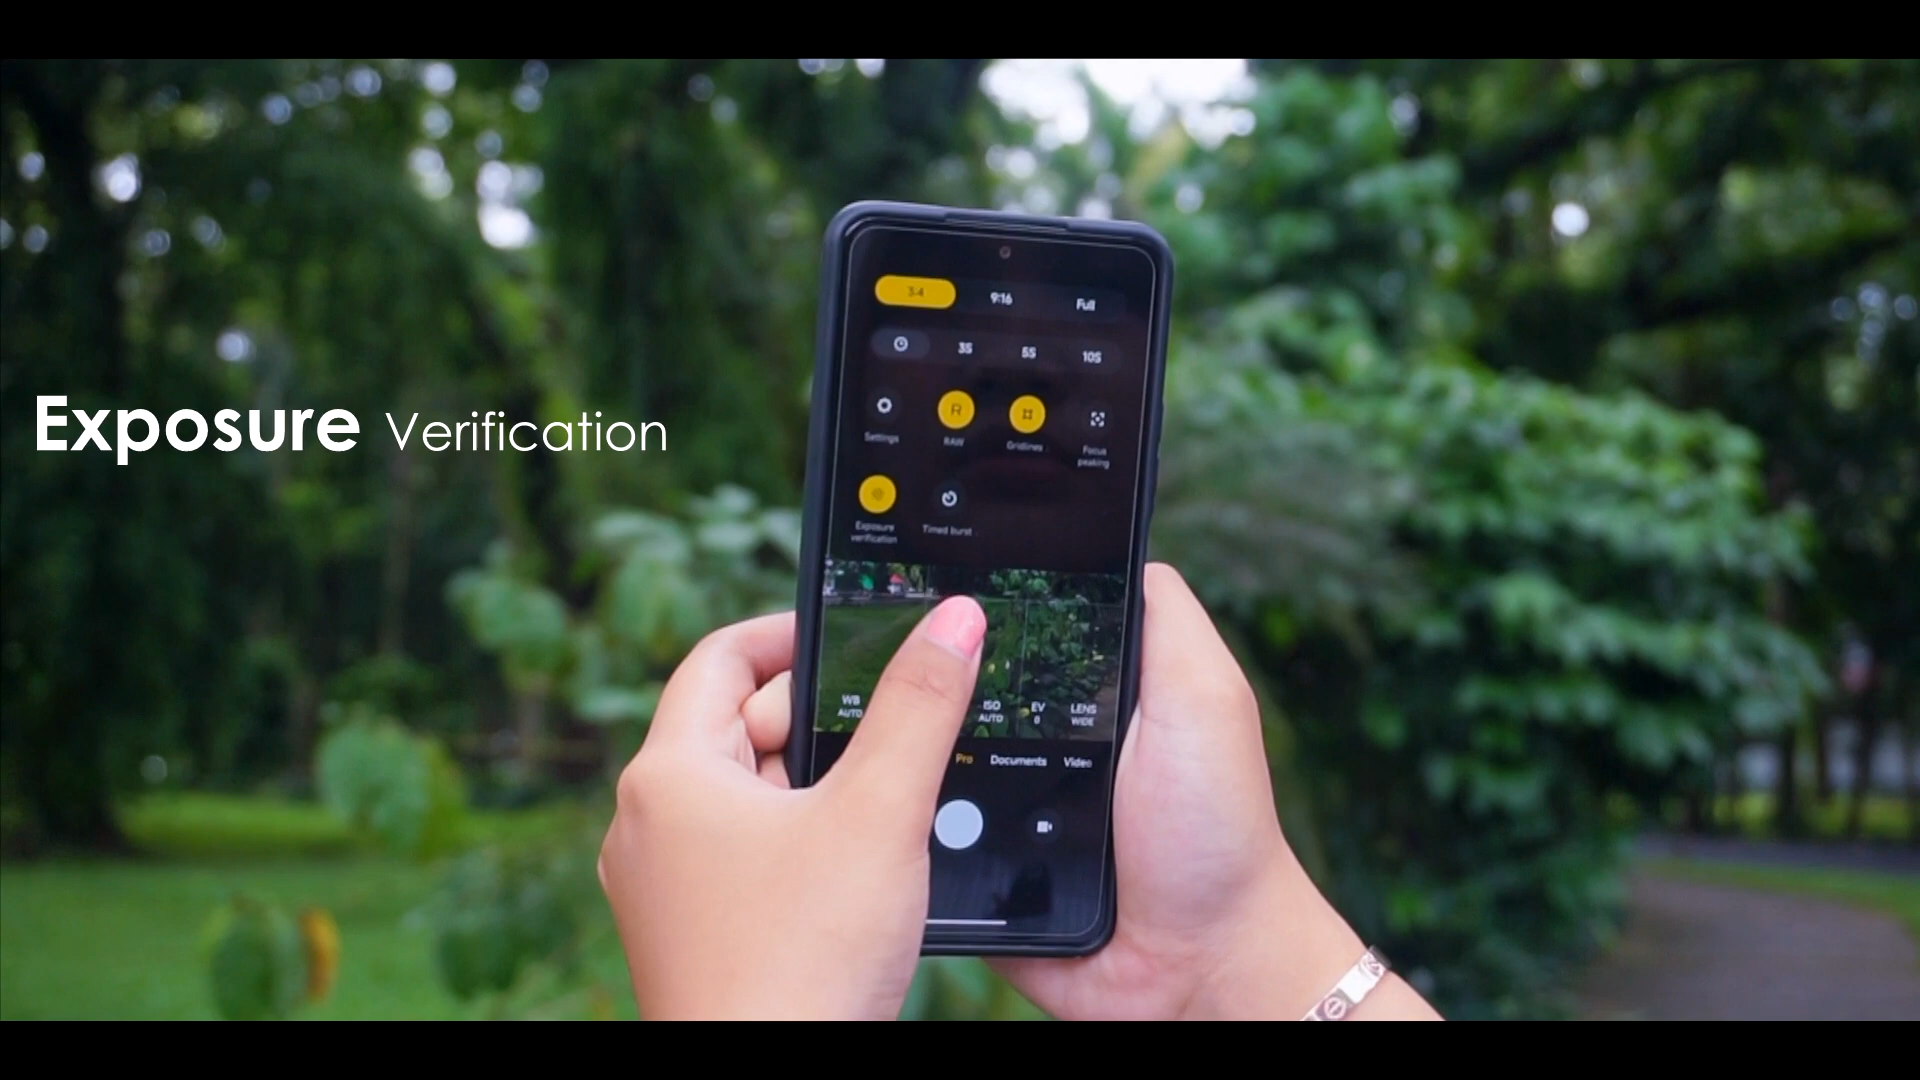 Exposure Verification
3:4 9:16 Full
3S 5S 10S
Settings RAW Gridlines Focus peaking
R
Exposure verification Timed burst
WB AUTO ISO AUTO EV 0 LENS WIDE
Pro Documents Video